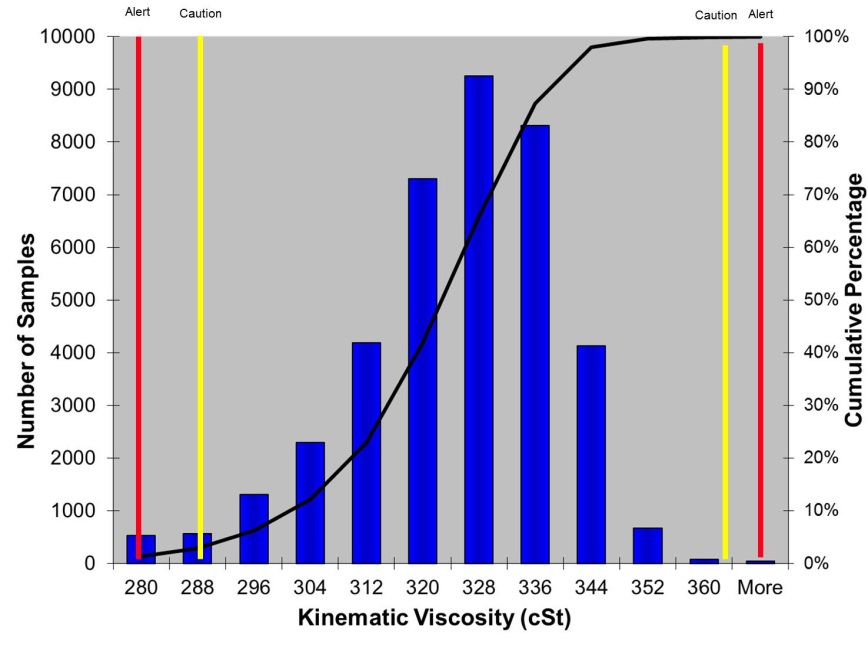 Alert Caution Caution Alert
10000 100%
9000 90%
8000 80%
7000 70%
6000 60%
5000 50%
4000 40%
3000 30%
2000 20%
1000 10%
0 0%
Number of Samples
Cumulative Percentage
280 288 296 304 312 320 328 336 344 352 360 More
Kinematic Viscosity (cSt)